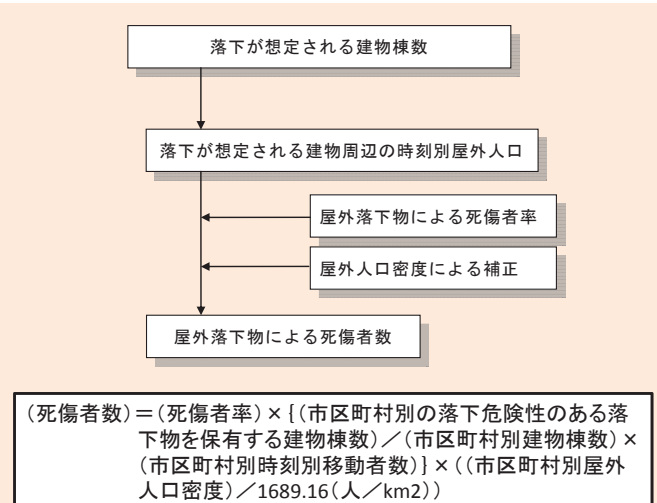 落下が想定される建物棟数
落下が想定される建物周辺の時刻別屋外人口
屋外落下物による死傷者率
屋外人口密度による補正
屋外落下物による死傷者数
(死傷者数)=(死傷者率)×{(市区町村別の落下危険性のある落
下物を保有する建物棟数)/(市区町村別建物棟数)×
(市区町村別時刻別移動者数)}×((市区町村別屋外
人口密度)/1689.16(人/km2))